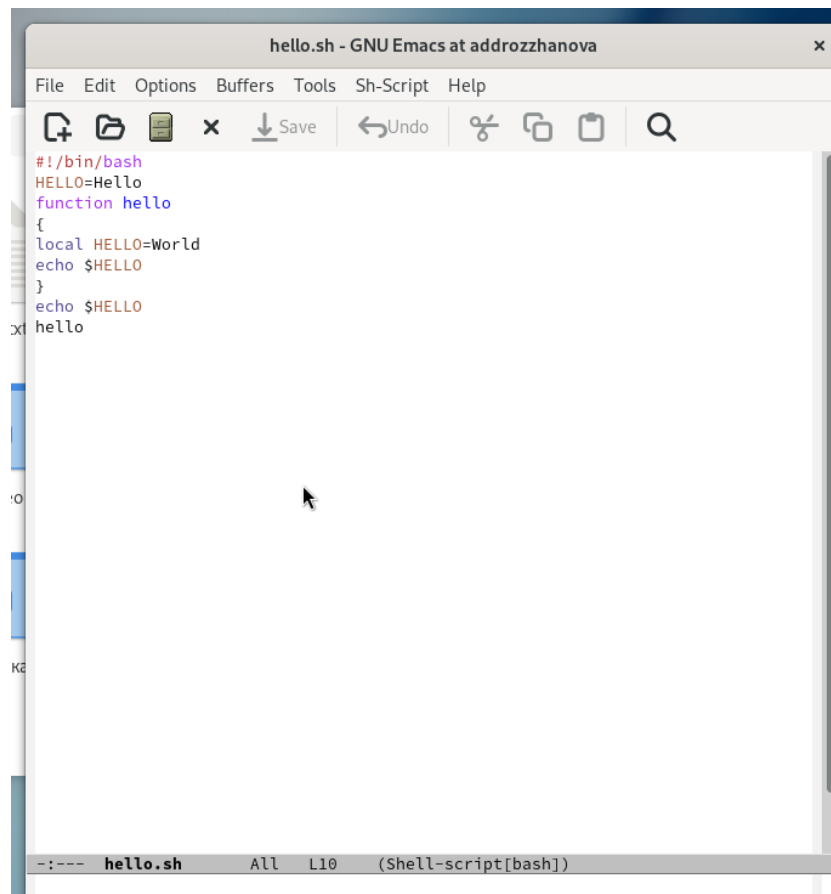 hello.sh - GNU Emacs at addrozzhanova
File Edit Options Buffers Tools Sh-Script Help
Save Undo
#!/bin/bash
HELLO=Hello
function hello
{
local HELLO=World
echo $HELLO
}
echo $HELLO
hello
-:--- hello.sh All L10 (Shell-script[bash])